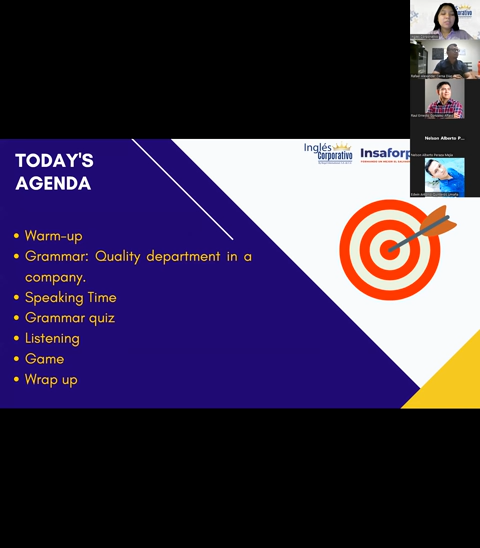 TODAY'S
AGENDA
Inglés
Corporativo
Insaforp
Warm-up
Grammar: Quality department in a
company.
Speaking Time
Grammar quiz
Listening
Game
Wrap up
Nelson Alberto P...